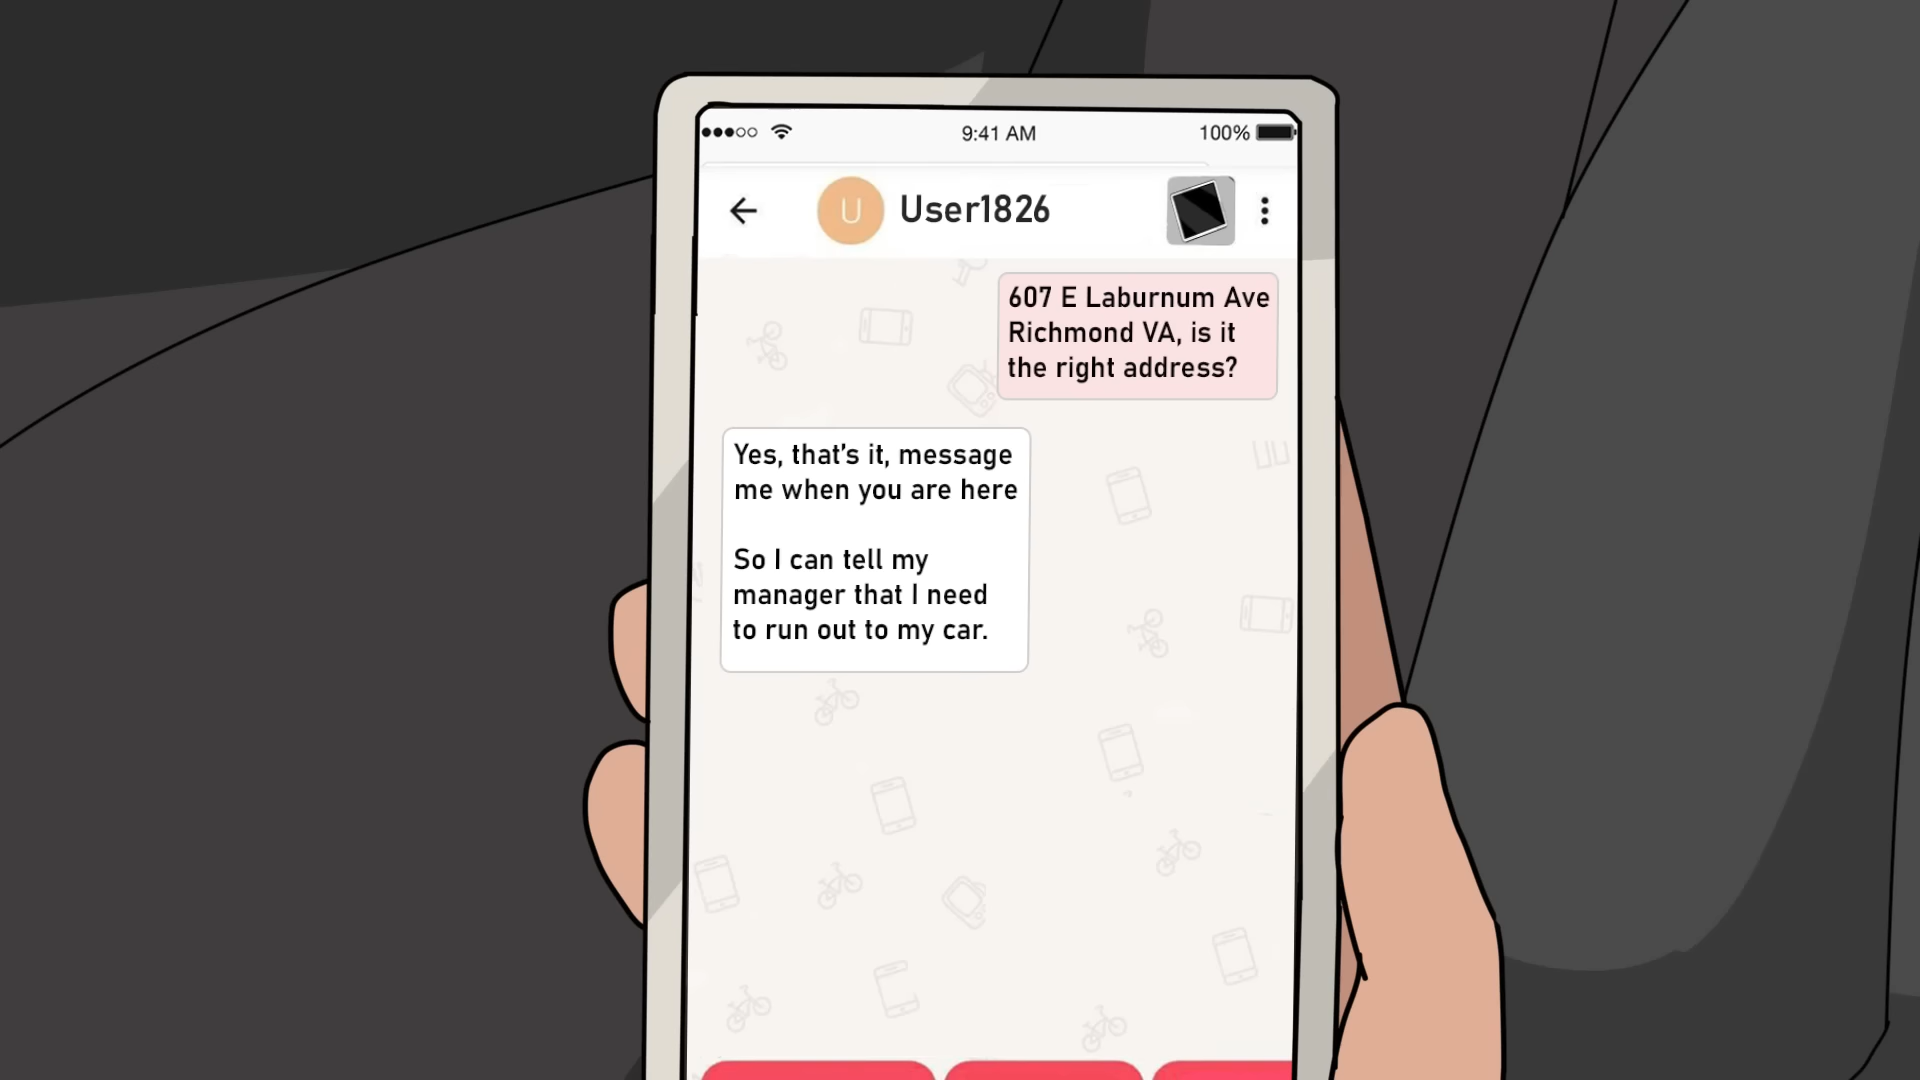 9:41 AM
100%
U
User1826
607 E Laburnum Ave
Richmond VA, is it
the right address?
Yes, that's it, message
me when you are here
So I can tell my
manager that I need
to run out to my car.